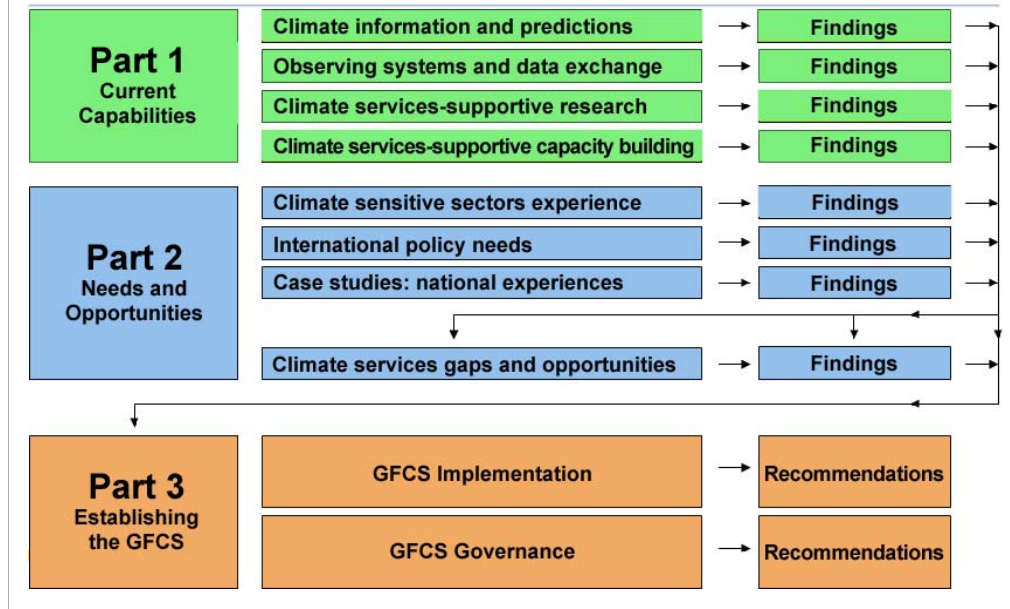 Part 1
Current
Capabilities
Climate information and predictions
Findings
Observing systems and data exchange
Findings
Climate services-supportive research
Findings
Climate services-supportive capacity building
Findings
Part 2
Needs and
Opportunities
Climate sensitive sectors experience
Findings
International policy needs
Findings
Case studies: national experiences
Findings
Climate services gaps and opportunities
Findings
Part 3
Establishing
the GFCS
GFCS Implementation
Recommendations
GFCS Governance
Recommendations